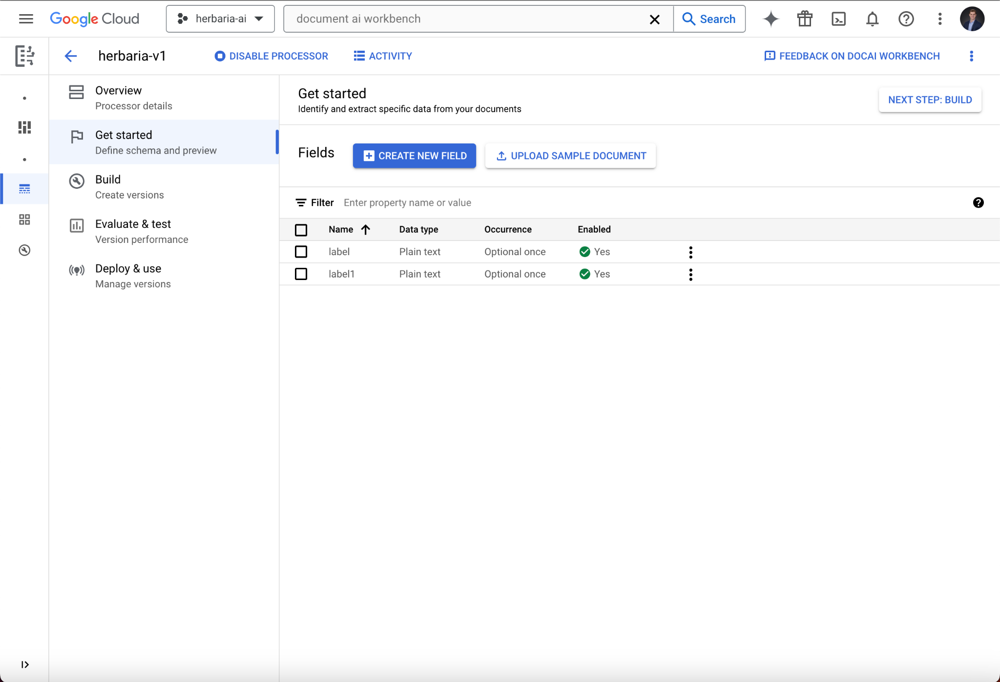 Google Cloud
herbaria-ai
document ai workbench
Search
herbaria-v1
DISABLE PROCESSOR
ACTIVITY
FEEDBACK ON DOCAI WORKBENCH
Overview
Processor details
Get started
Define schema and preview
Build
Create versions
Evaluate & test
Version performance
Deploy & use
Manage versions
Get started
Identify and extract specific data from your documents
NEXT STEP: BUILD
Fields
CREATE NEW FIELD
UPLOAD SAMPLE DOCUMENT
Filter Enter property name or value
Name Data type Occurrence Enabled
label Plain text Optional once Yes
label1 Plain text Optional once Yes